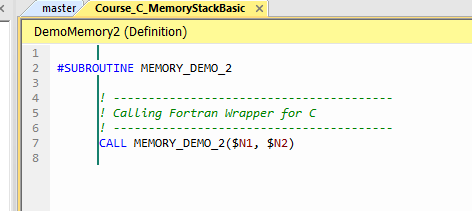 master Course_C_MemoryStackBasic
DemoMemory2 (Definition)
1
2 #SUBROUTINE MEMORY_DEMO_2
3
4 ! -------------------------------------
5 ! Calling Fortran Wrapper for C
6 ! -------------------------------------
7 CALL MEMORY_DEMO_2($N1, $N2)
8